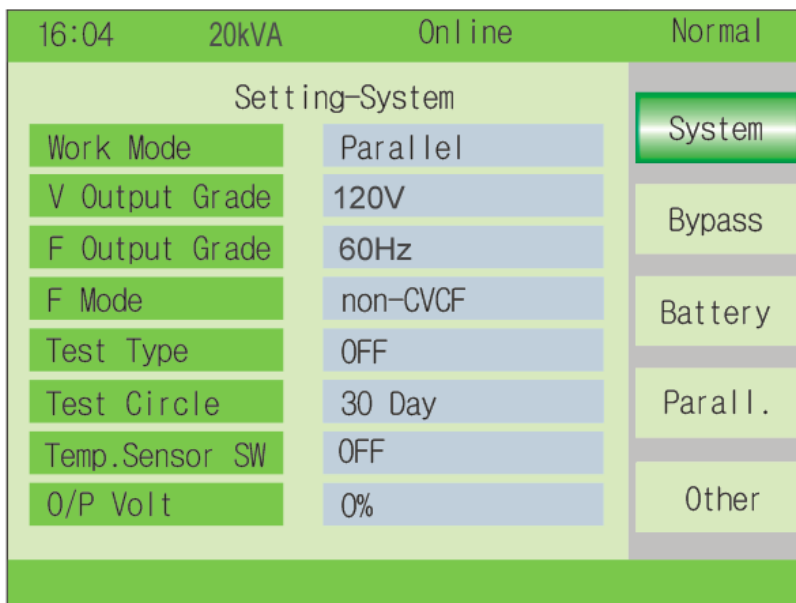 16:04 20kVA Online Normal
Setting-System
Work Mode Parallel
V Output Grade 120V
F Output Grade 60Hz
F Mode non-CVCF
Test Type OFF
Test Circle 30 Day
Temp.Sensor SW OFF
O/P Volt 0%
System
Bypass
Battery
Parall.
Other